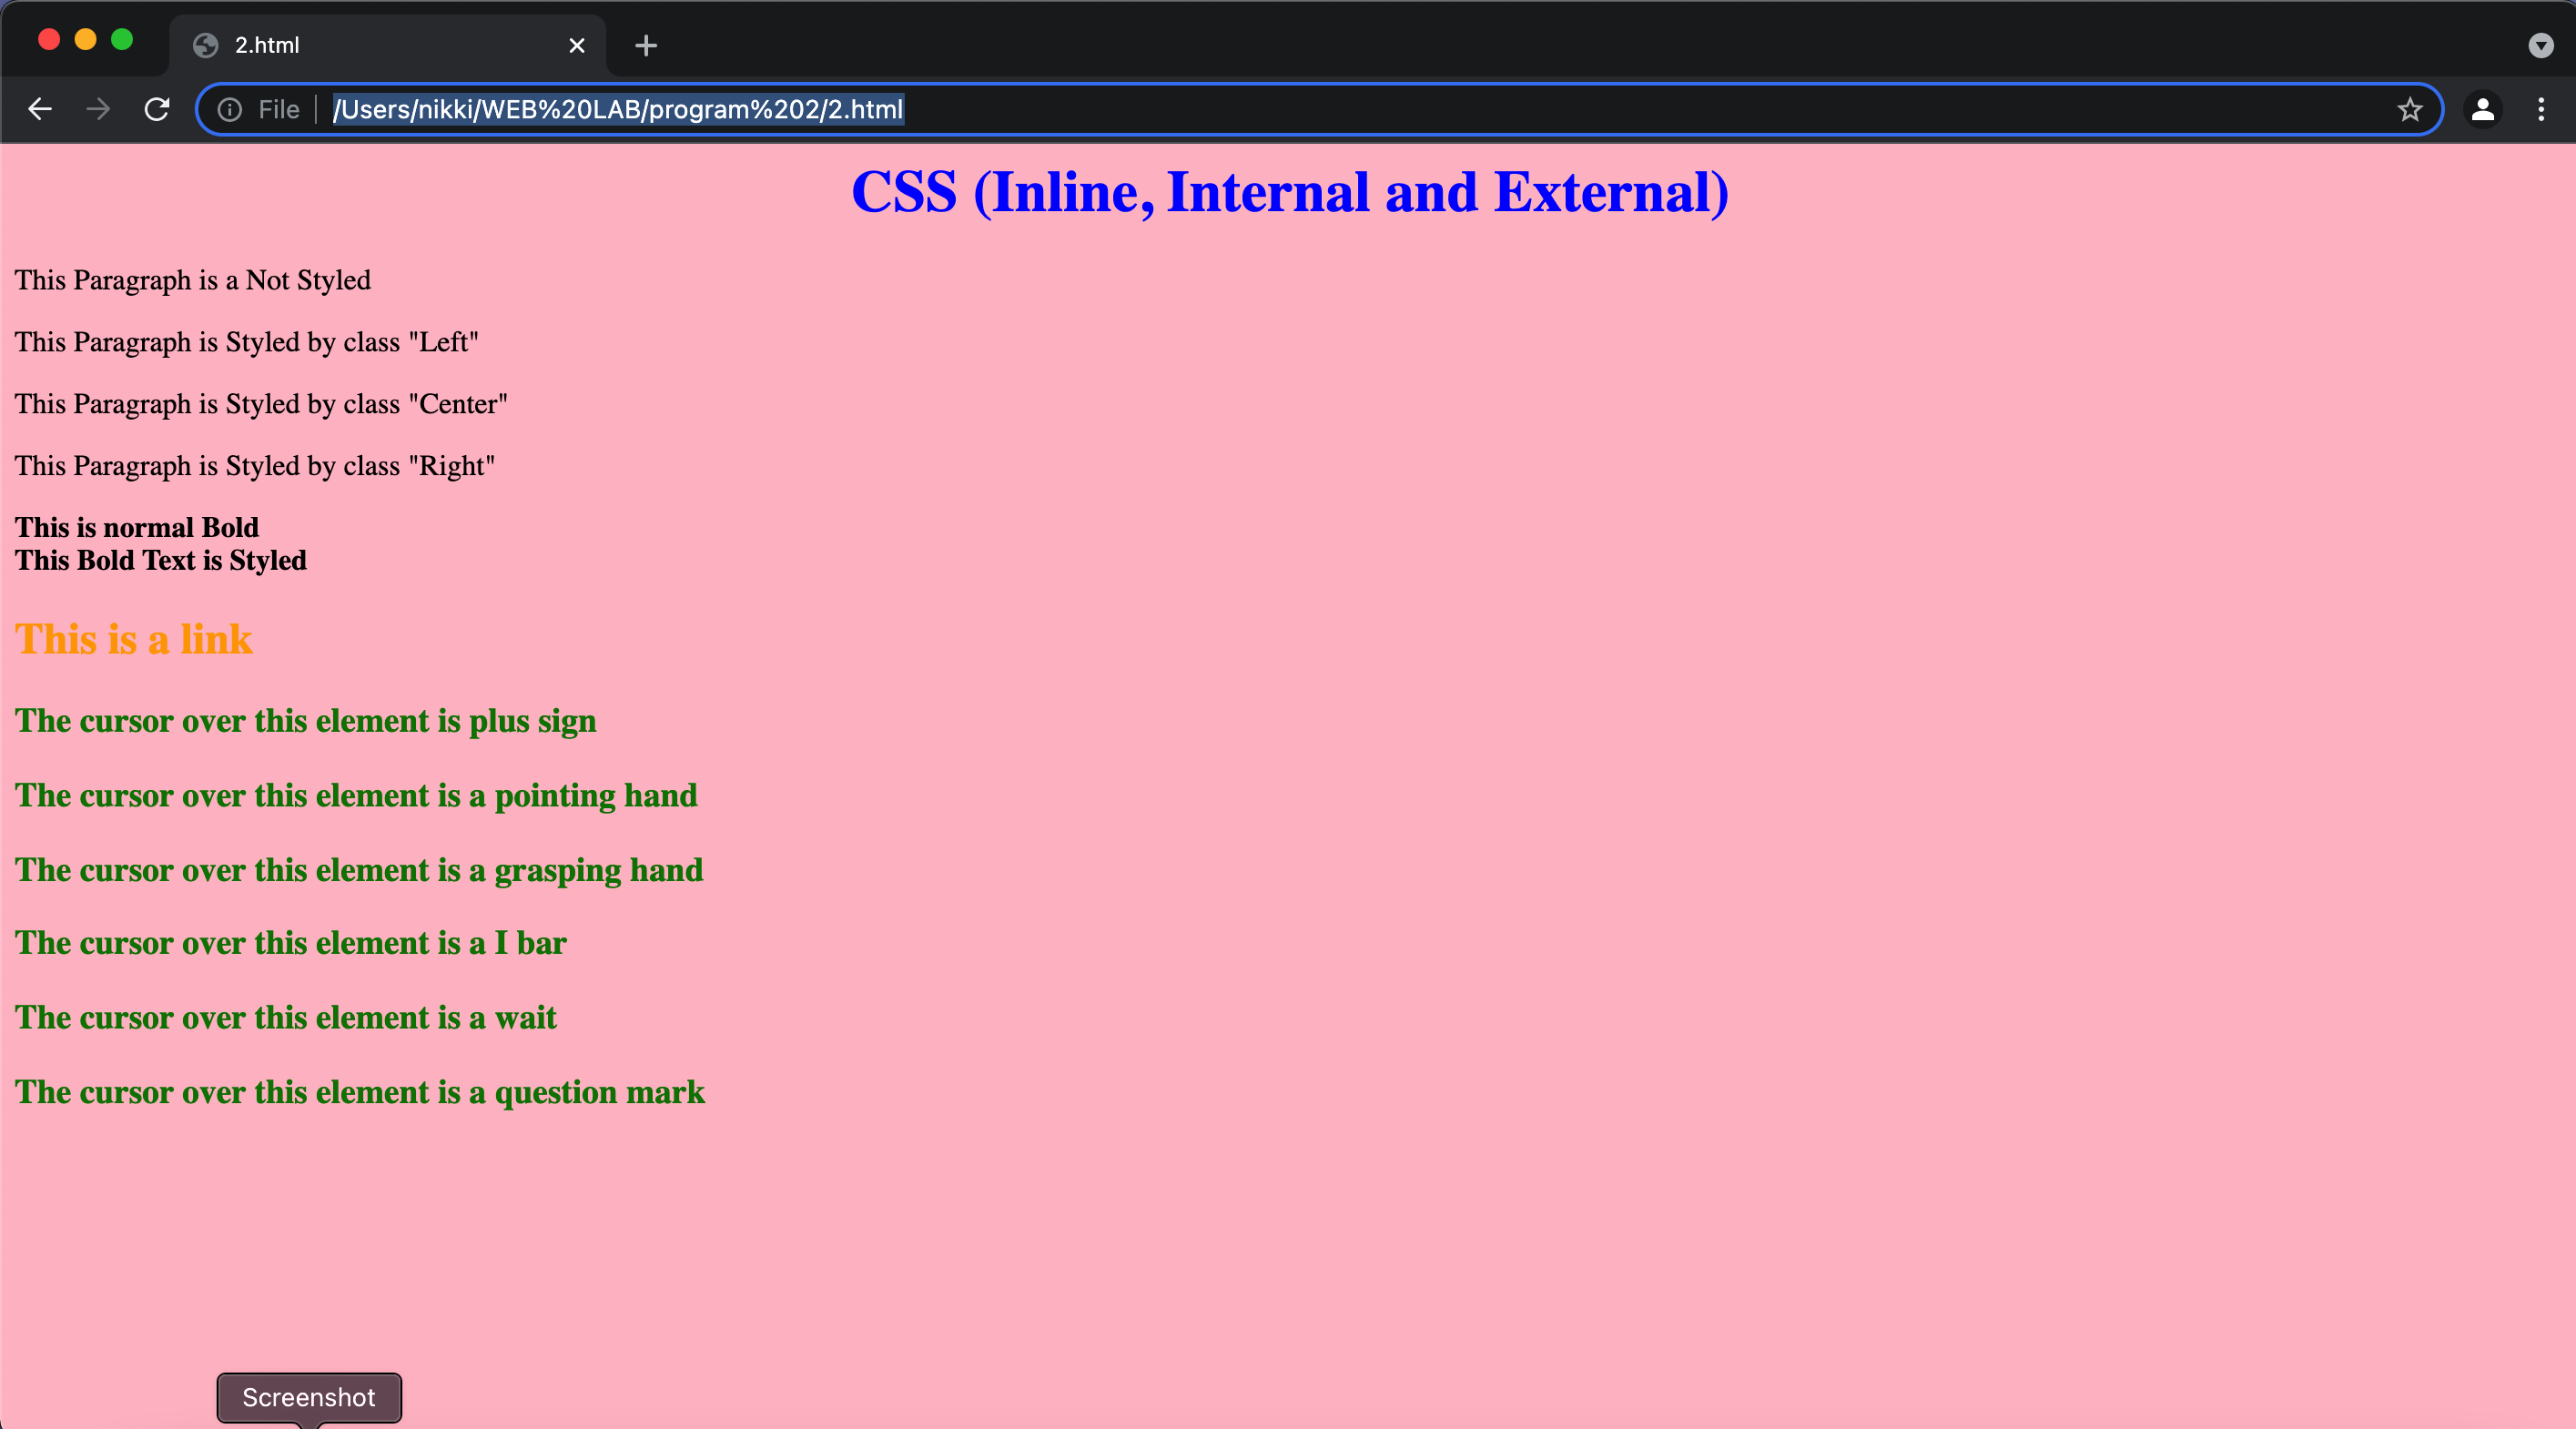 2.html
File
/Users/nikki/WEB%20LAB/program%202/2.html
CSS (Inline, Internal and External)
This Paragraph is a Not Styled
This Paragraph is Styled by class "Left"
This Paragraph is Styled by class "Center"
This Paragraph is Styled by class "Right"
This is normal Bold
This Bold Text is Styled
This is a link
The cursor over this element is plus sign
The cursor over this element is a pointing hand
The cursor over this element is a grasping hand
The cursor over this element is a I bar
The cursor over this element is a wait
The cursor over this element is a question mark
Screenshot